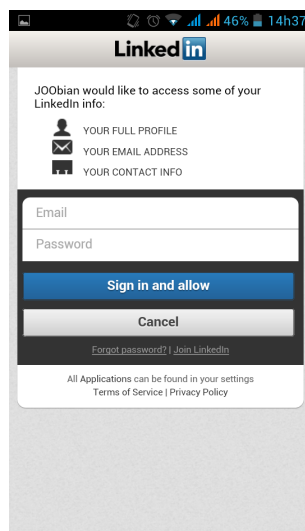 46% 14h37
Linked in
JOObian would like to access some of your
LinkedIn info:
YOUR FULL PROFILE
YOUR EMAIL ADDRESS
YOUR CONTACT INFO
Email
Password
Sign in and allow
Cancel
Forgot password? | Join LinkedIn
All Applications can be found in your settings
Terms of Service | Privacy Policy